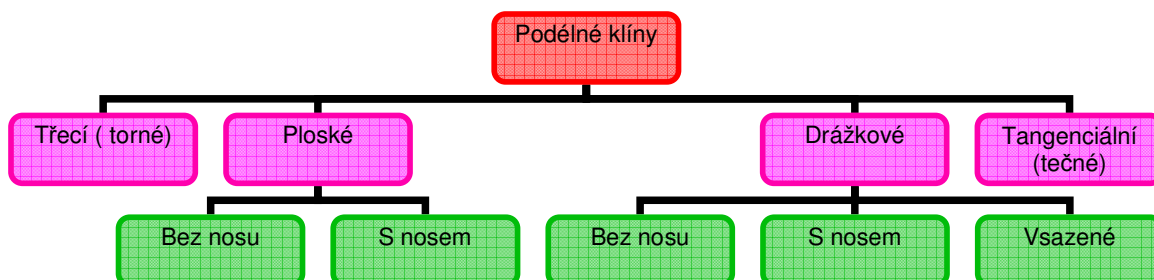 Podélné klíny
Třecí ( torné)
Ploské
Drážkové
Tangenciální
(tečné)
Bez nosu
S nosem
Bez nosu
S nosem
Vsazené